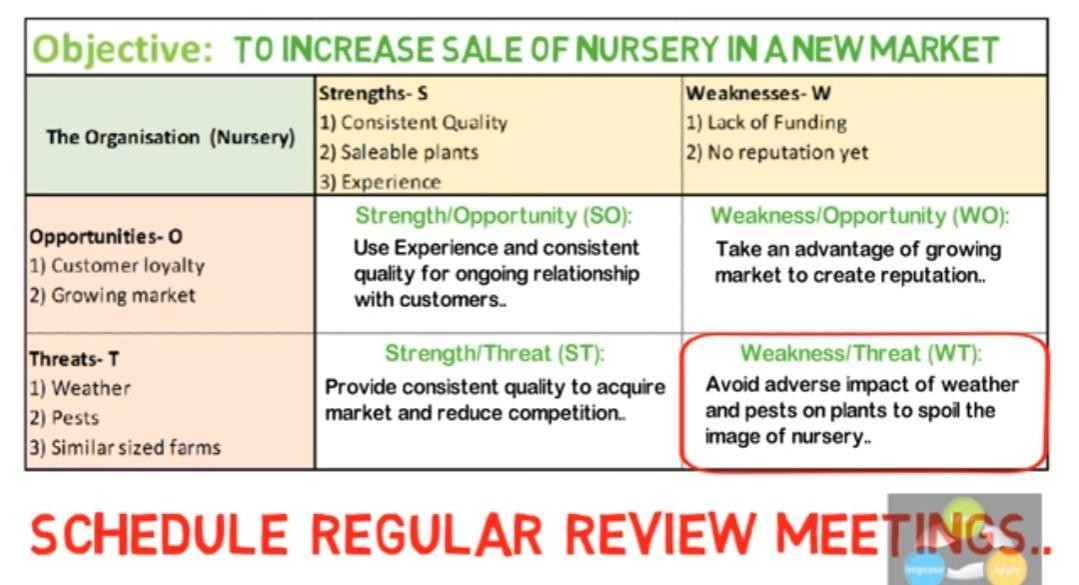 Objective: TO INCREASE SALE OF NURSERY IN A NEW MARKET
The Organisation (Nursery)
Strengths- S
1) Consistent Quality
2) Saleable plants
3) Experience
Weaknesses- W
1) Lack of Funding
2) No reputation yet
Opportunities- O
1) Customer loyalty
2) Growing market
Strength/Opportunity (SO):
Use Experience and consistent
quality for ongoing relationship
with customers..
Weakness/Opportunity (WO):
Take an advantage of growing
market to create reputation..
Threats- T
1) Weather
2) Pests
3) Similar sized farms
Strength/Threat (ST):
Provide consistent quality to acquire
market and reduce competition..
Weakness/Threat (WT):
Avoid adverse impact of weather
and pests on plants to spoil the
image of nursery..
SCHEDULE REGULAR REVIEW MEETINGS..
Improve
Apply